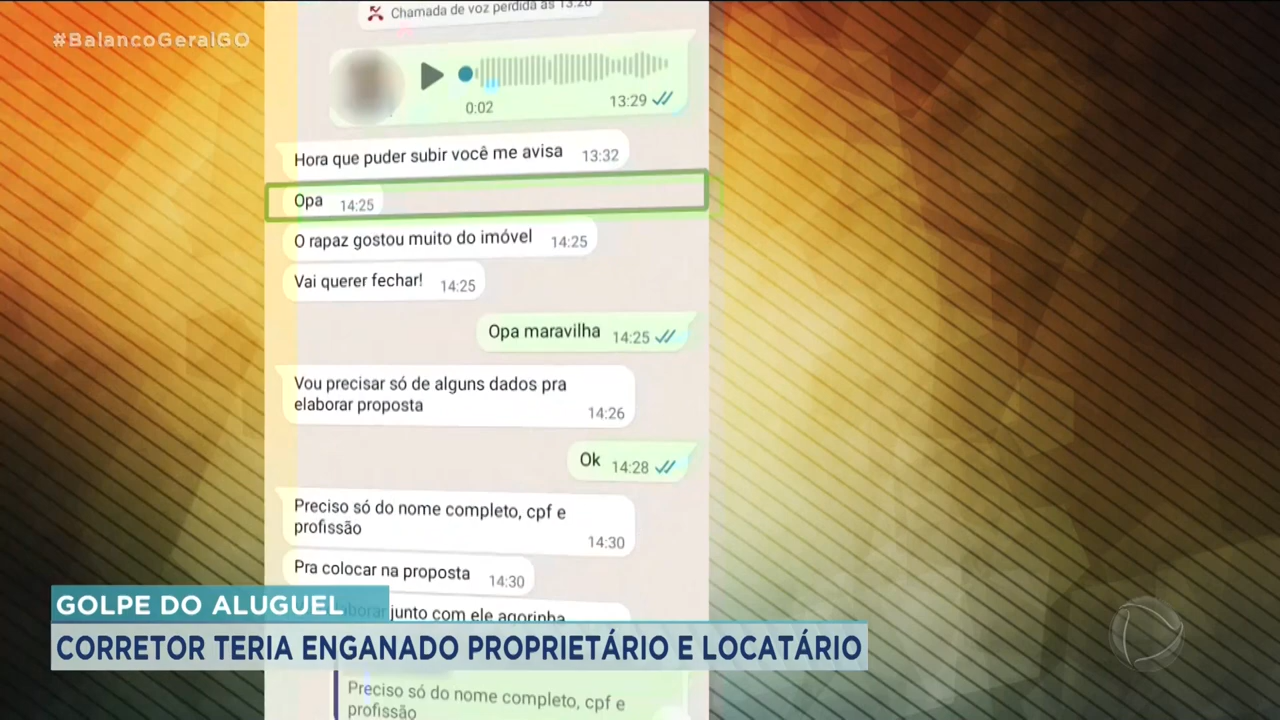 #BalancoGeralGO
Chamada de voz perdida às 13:20
0:02
13:29
Hora que puder subir você me avisa 13:32
Opa 14:25
O rapaz gostou muito do imóvel 14:25
Vai querer fechar! 14:25
Opa maravilha 14:25
Vou precisar só de alguns dados pra
elaborar proposta
14:26
Ok 14:28
Preciso só do nome completo, cpf e
profissão
14:30
Pra colocar na proposta 14:30
junto com ele agorinha
GOLPE DO ALUGUEL
CORRETOR TERIA ENGANADO PROPRIETÁRIO E LOCATÁRIO
Preciso só do nome completo, cpf e
profissão